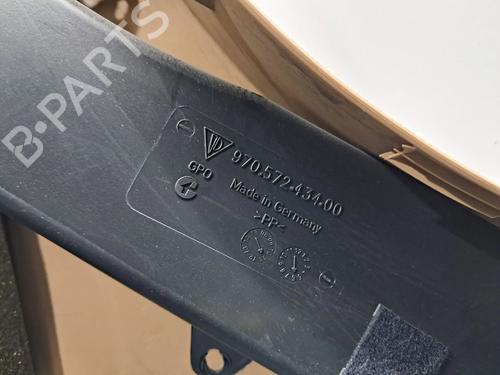 B-PARTS
970.572.434.00
GPO
Made in Germany
>PP<